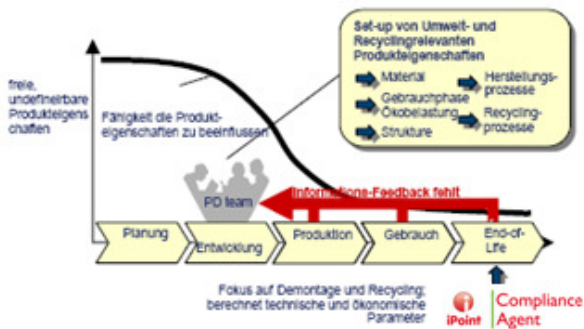 Set-up von Umwelt- und
Recyclingrelevanten
Produkteigenschaften
Material
Herstellungs-
prozesse
Gebrauchphase
Ökobelastung
Recycling-
prozesse
Strukture
freie,
undefinierbare
Produkteigens
chaften
Fähigkeit die Produkt-
eigenschaften zu beeinflussen
PD team
Informations-Feedback fehlt
Planung
Entwicklung
Produktion
Gebrauch
End-of-
Life
Fokus auf Demontage und Recycling;
berechnet technische und ökonomische
Parameter
iPoint
Compliance
Agent